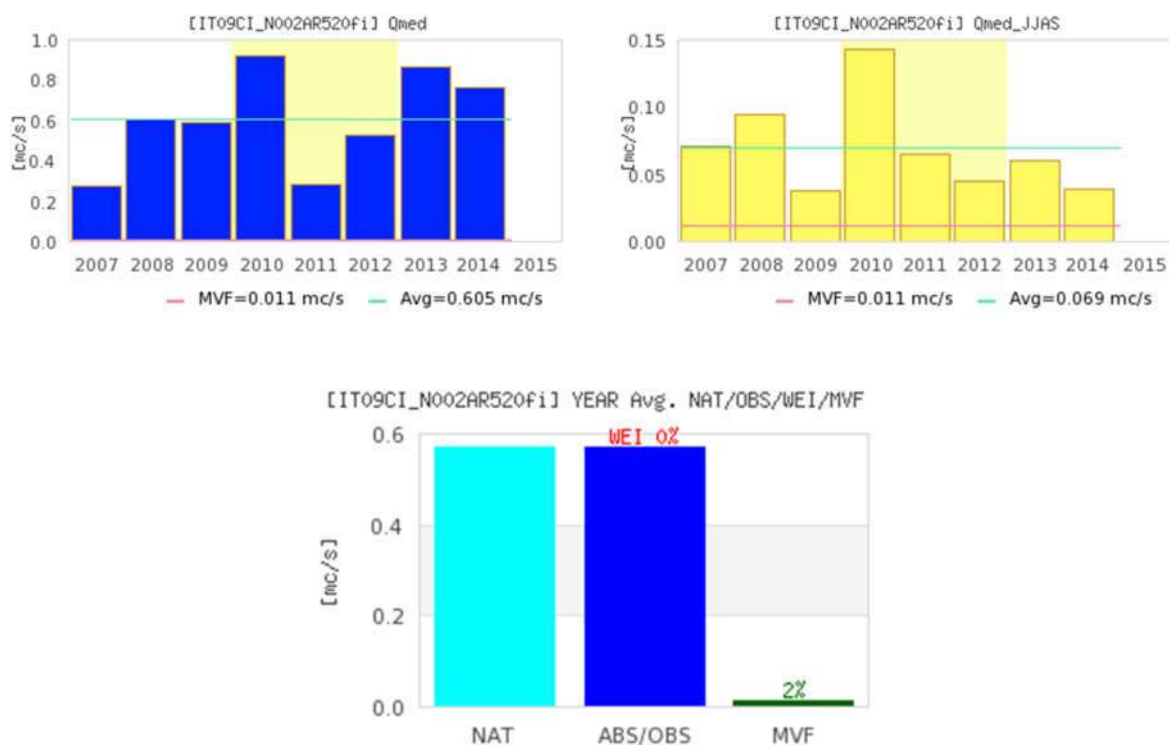 [IT09CI_N002AR520fi] Qmed
1.0
0.8
0.6
0.4
0.2
0.0
[mc/s]
2007 2008 2009 2010 2011 2012 2013 2014 2015
MVF=0.011 mc/s Avg=0.605 mc/s
[IT09CI_N002AR520fi] Qmed_JJAS
0.15
0.10
0.05
0.00
[mc/s]
2007 2008 2009 2010 2011 2012 2013 2014 2015
MVF=0.011 mc/s Avg=0.069 mc/s
[IT09CI_N002AR520fi] YEAR Avg. NAT/OBS/WEI/MVF
0.6
0.4
0.2
0.0
[mc/s]
WEI 0%
2%
NAT ABS/OBS MVF